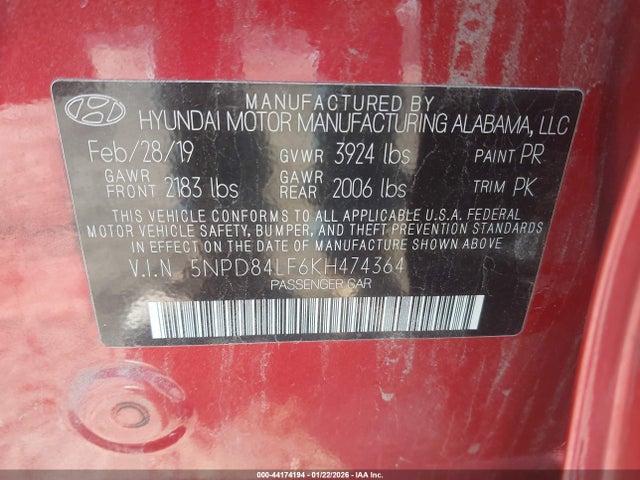 MANUFACTURED BY
HYUNDAI MOTOR MANUFACTURING ALABAMA, LLC
Feb/28/19 GVWR 3924 lbs PAINT PR
GAWR FRONT 2183 lbs GAWR REAR 2006 lbs TRIM PK
THIS VEHICLE CONFORMS TO ALL APPLICABLE U.S.A. FEDERAL
MOTOR VEHICLE SAFETY, BUMPER, AND THEFT PREVENTION STANDARDS
IN EFFECT ON THE DATE OF MANUFACTURE SHOWN ABOVE.
V.I.N. 5NPD84LF6KH474364
PASSENGER CAR
000-44174194 - 01/22/2026 - IAA Inc.